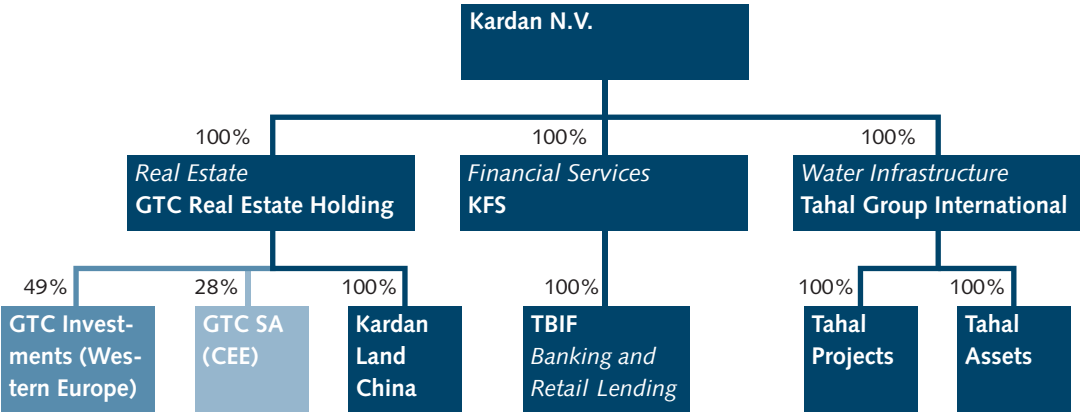 Kardan N.V.
100%
100%
100%
Real Estate
GTC Real Estate Holding
Financial Services
KFS
Water Infrastructure
Tahal Group International
49%
28%
100%
100%
100%
100%
GTC Invest-
ments (Wes-
tern Europe)
GTC SA
(CEE)
Kardan
Land
China
TBIF
Banking and
Retail Lending
Tahal
Projects
Tahal
Assets